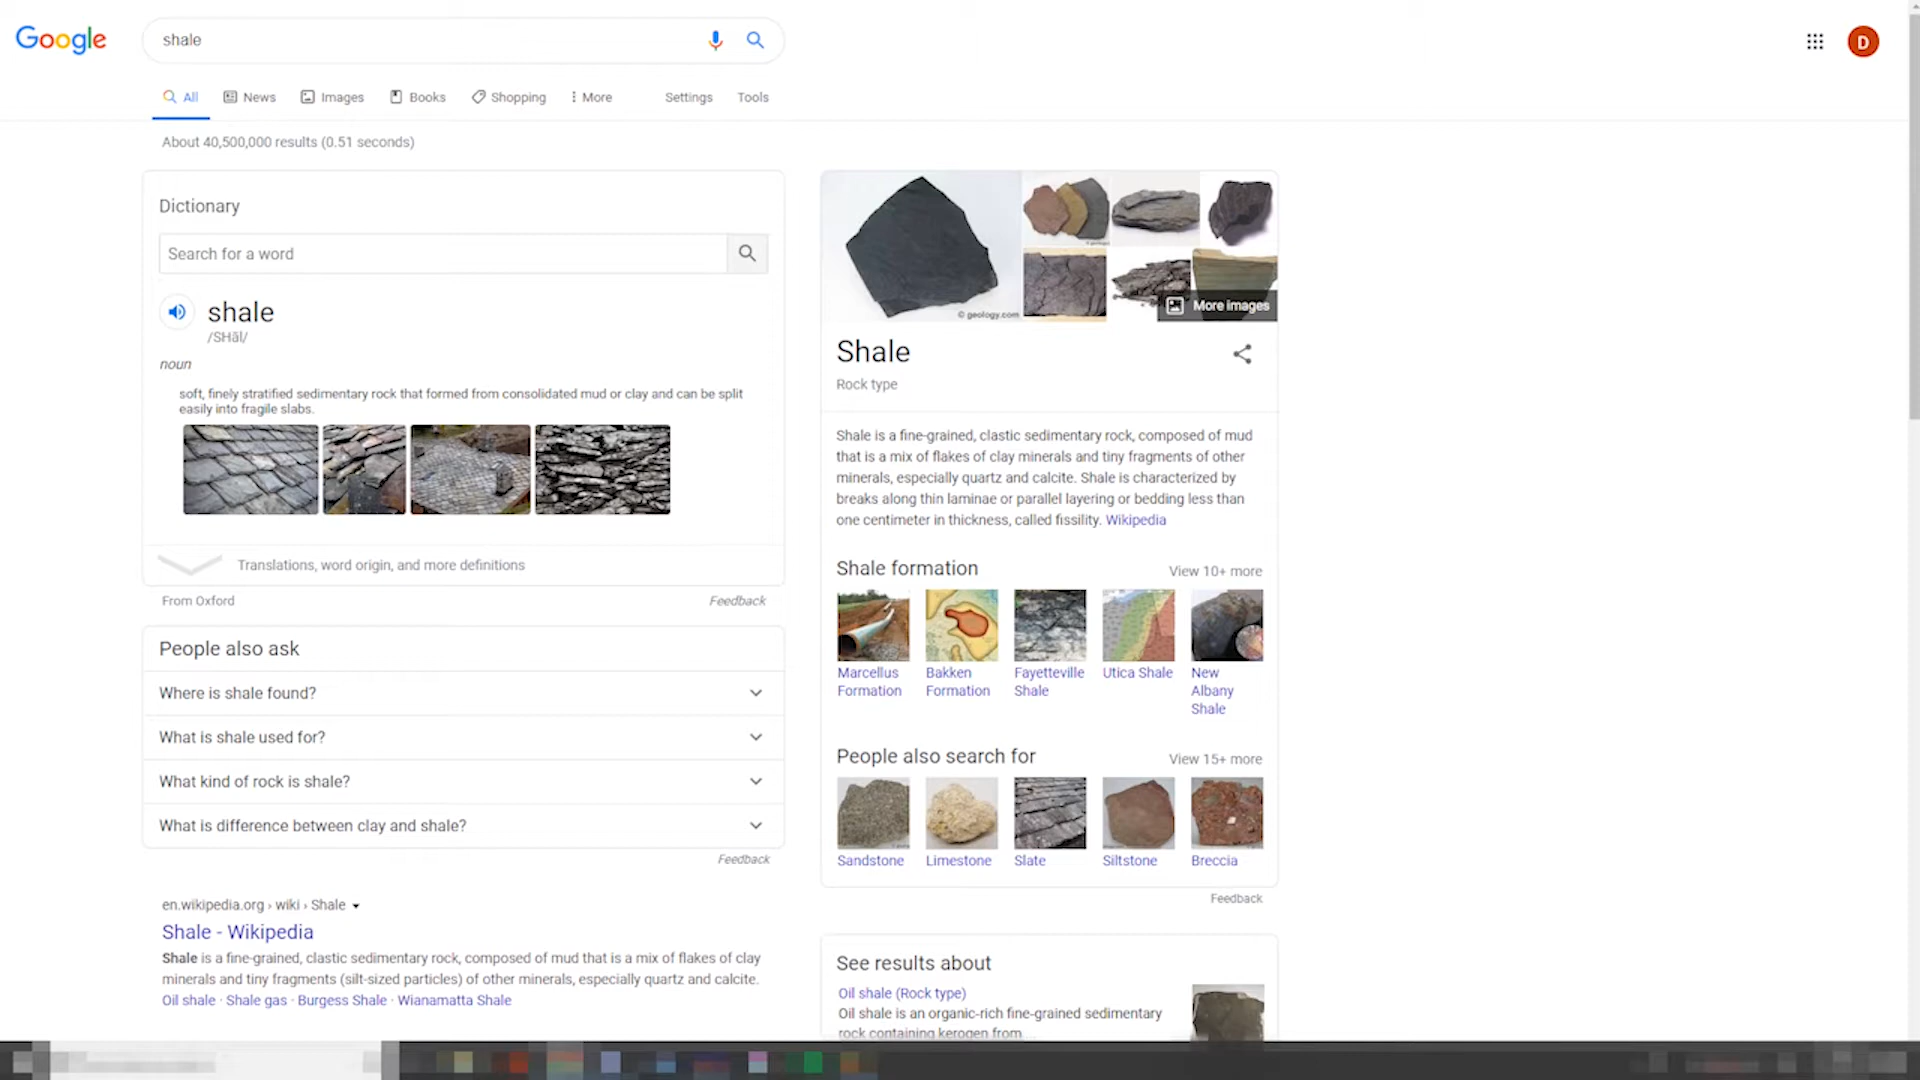 Google
shale
All
News
Images
Books
Shopping
More
Settings
Tools
About 40,500,000 results (0.51 seconds)
Dictionary
Search for a word
shale
/SHāl/
noun
soft, finely stratified sedimentary rock that formed from consolidated mud or clay and can be split
easily into fragile slabs.
Translations, word origin, and more definitions
From Oxford
Feedback
People also ask
Where is shale found?
What is shale used for?
What kind of rock is shale?
What is difference between clay and shale?
Feedback
en.wikipedia.org › wiki › Shale
Shale - Wikipedia
Shale is a fine-grained, clastic sedimentary rock, composed of mud that is a mix of flakes of clay
minerals and tiny fragments (silt-sized particles) of other minerals, especially quartz and calcite.
Oil shale · Shale gas · Burgess Shale · Wianamatta Shale
D
© geology.com
More images
Shale
Rock type
Shale is a fine-grained, clastic sedimentary rock, composed of mud
that is a mix of flakes of clay minerals and tiny fragments of other
minerals, especially quartz and calcite. Shale is characterized by
breaks along thin laminae or parallel layering or bedding less than
one centimeter in thickness, called fissility. Wikipedia
Shale formation
View 10+ more
Marcellus
Formation
Bakken
Formation
Fayetteville
Shale
Utica Shale
New
Albany
Shale
People also search for
View 15+ more
Sandstone
Limestone
Slate
Siltstone
Breccia
Feedback
See results about
Oil shale (Rock type)
Oil shale is an organic-rich fine-grained sedimentary
rock containing kerogen from